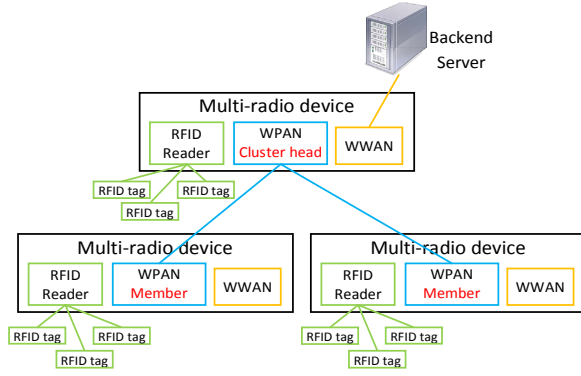 Backend
Server
Multi-radio device
RFID
Reader
WPAN
Cluster head
WWAN
RFID tag
RFID tag
RFID tag
Multi-radio device
RFID
Reader
WPAN
Member
WWAN
RFID tag
RFID tag
RFID tag
Multi-radio device
RFID
Reader
WPAN
Member
WWAN
RFID tag
RFID tag
RFID tag